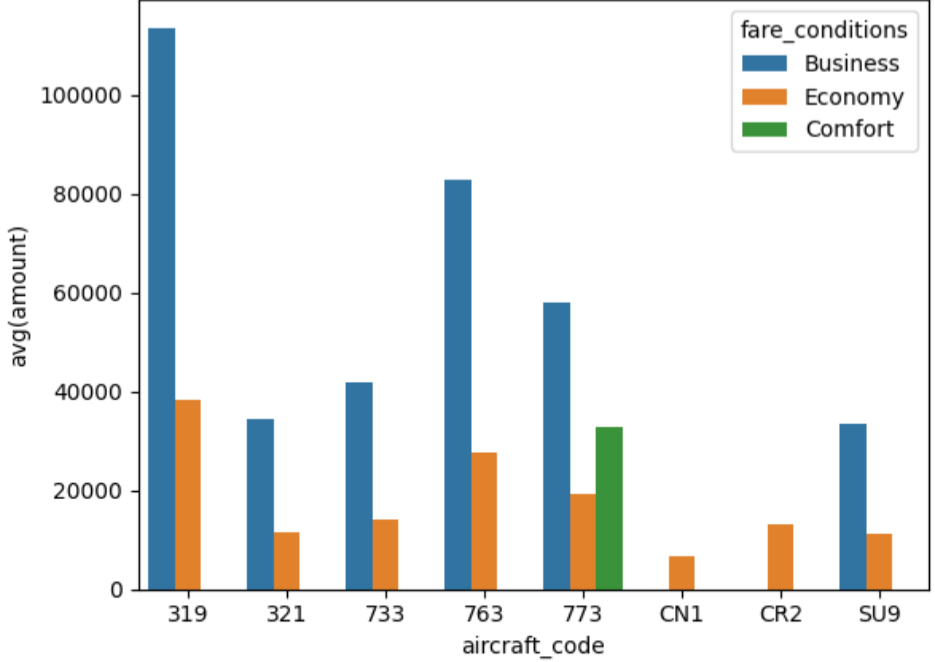 fare_conditions
Business
Economy
Comfort
avg(amount)
100000
80000
60000
40000
20000
0
319 321 733 763 773 CN1 CR2 SU9
aircraft_code